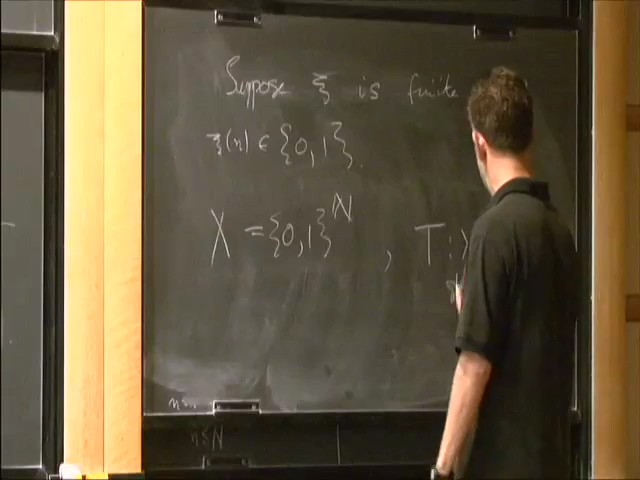 Suppose ξ is finite
ξ(n) ∈ {0,1}.
X = {0,1}^ℕ , T:X
n≤N